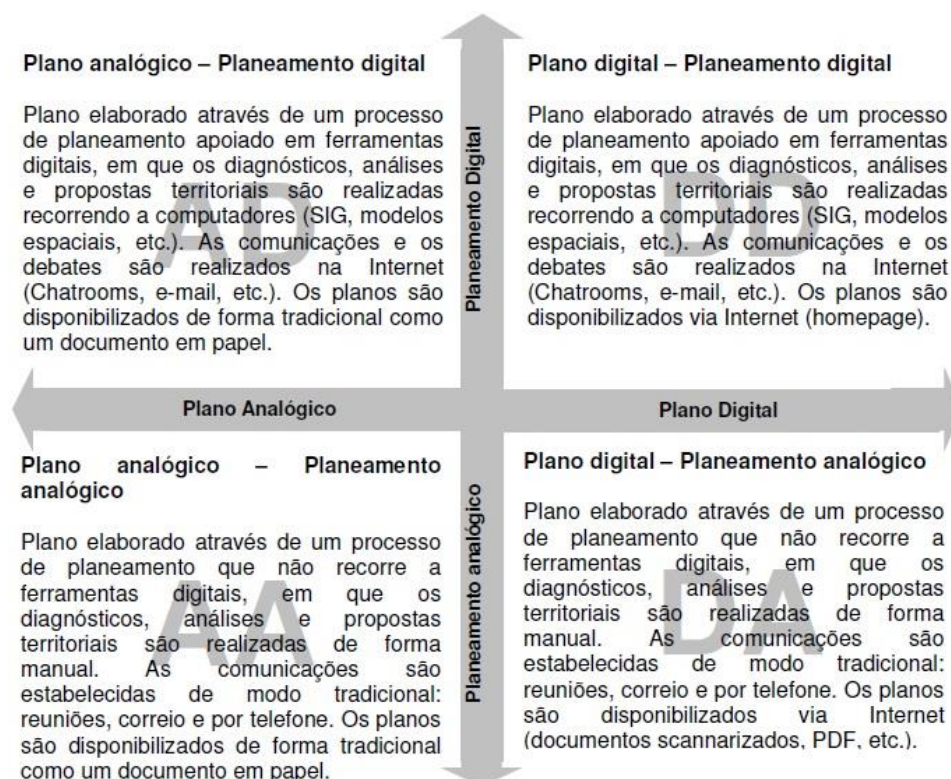 Plano analógico – Planeamento digital
Plano elaborado através de um processo
de planeamento apoiado em ferramentas
digitais, em que os diagnósticos, análises
e propostas territoriais são realizadas
recorrendo a computadores (SIG, modelos
espaciais, etc.). As comunicações e os
debates são realizados na Internet
(Chatrooms, e-mail, etc.). Os planos são
disponibilizados de forma tradicional como
um documento em papel.
AD
Planeamento Digital
Plano digital – Planeamento digital
Plano elaborado através de um processo
de planeamento apoiado em ferramentas
digitais, em que os diagnósticos, análises
e propostas territoriais são realizadas
recorrendo a computadores (SIG, modelos
espaciais, etc.). As comunicações e os
debates são realizados na Internet
(Chatrooms, e-mail, etc.). Os planos são
disponibilizados via Internet (homepage).
DD
Plano Analógico
Plano Digital
Plano analógico – Planeamento
analógico
Plano elaborado através de um processo
de planeamento que não recorre a
ferramentas digitais, em que os
diagnósticos, análises e propostas
territoriais são realizadas de forma
manual. As comunicações são
estabelecidas de modo tradicional:
reuniões, correio e por telefone. Os planos
são disponibilizados de forma tradicional
como um documento em papel.
AA
Planeamento analógico
Plano digital – Planeamento analógico
Plano elaborado através de um processo
de planeamento que não recorre a
ferramentas digitais, em que os
diagnósticos, análises e propostas
territoriais são realizadas de forma
manual. As comunicações são
estabelecidas de modo tradicional:
reuniões, correio e por telefone. Os planos
são disponibilizados via Internet
(documentos scannarizados, PDF, etc.).
DA